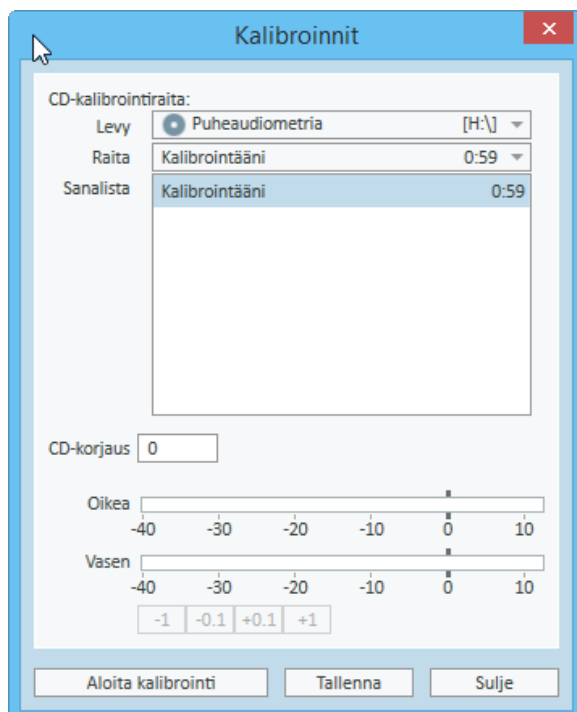 Kalibroinnit
CD-kalibrointiraita:
Levy Puheaudiometria [H:\]
Raita Kalibrointääni 0:59
Sanalista Kalibrointääni 0:59
CD-korjaus 0
Oikea
-40 -30 -20 -10 0 10
Vasen
-40 -30 -20 -10 0 10
-1 -0.1 +0.1 +1
Aloita kalibrointi Tallenna Sulje